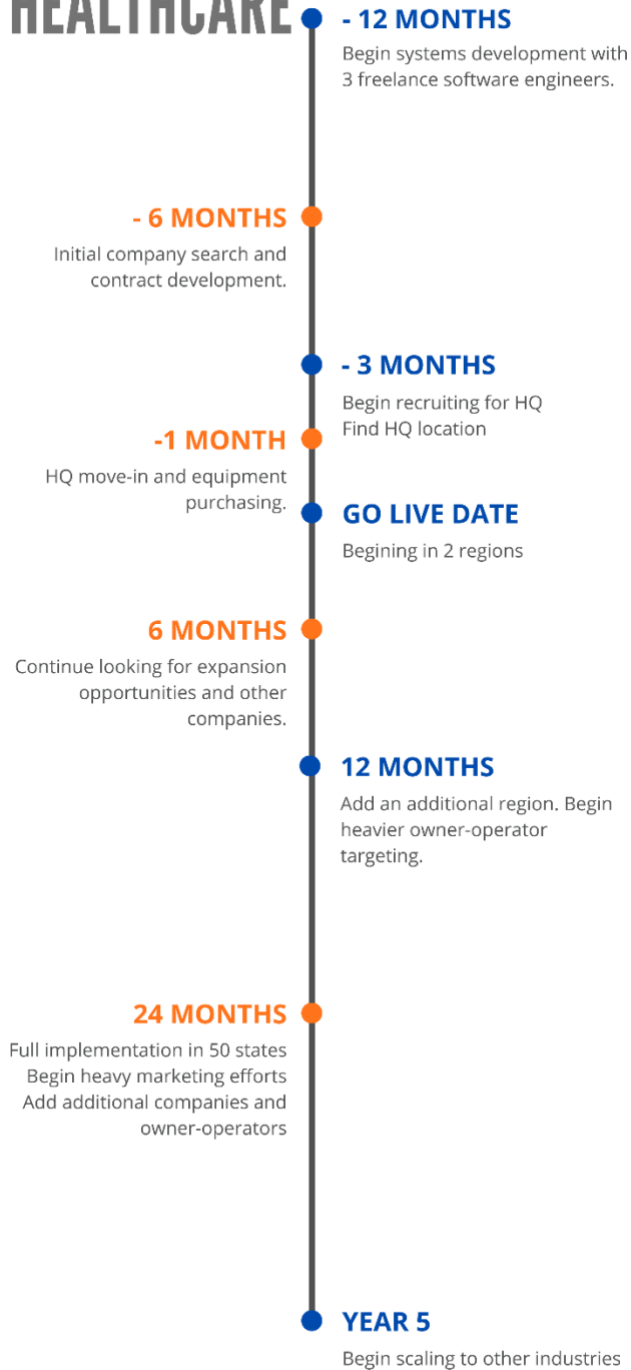 HEALTHCARE
- 12 MONTHS
Begin systems development with
3 freelance software engineers.
- 6 MONTHS
Initial company search and
contract development.
- 3 MONTHS
Begin recruiting for HQ
Find HQ location
-1 MONTH
HQ move-in and equipment
purchasing.
GO LIVE DATE
Begining in 2 regions
6 MONTHS
Continue looking for expansion
opportunities and other
companies.
12 MONTHS
Add an additional region. Begin
heavier owner-operator
targeting.
24 MONTHS
Full implementation in 50 states
Begin heavy marketing efforts
Add additional companies and
owner-operators
YEAR 5
Begin scaling to other industries